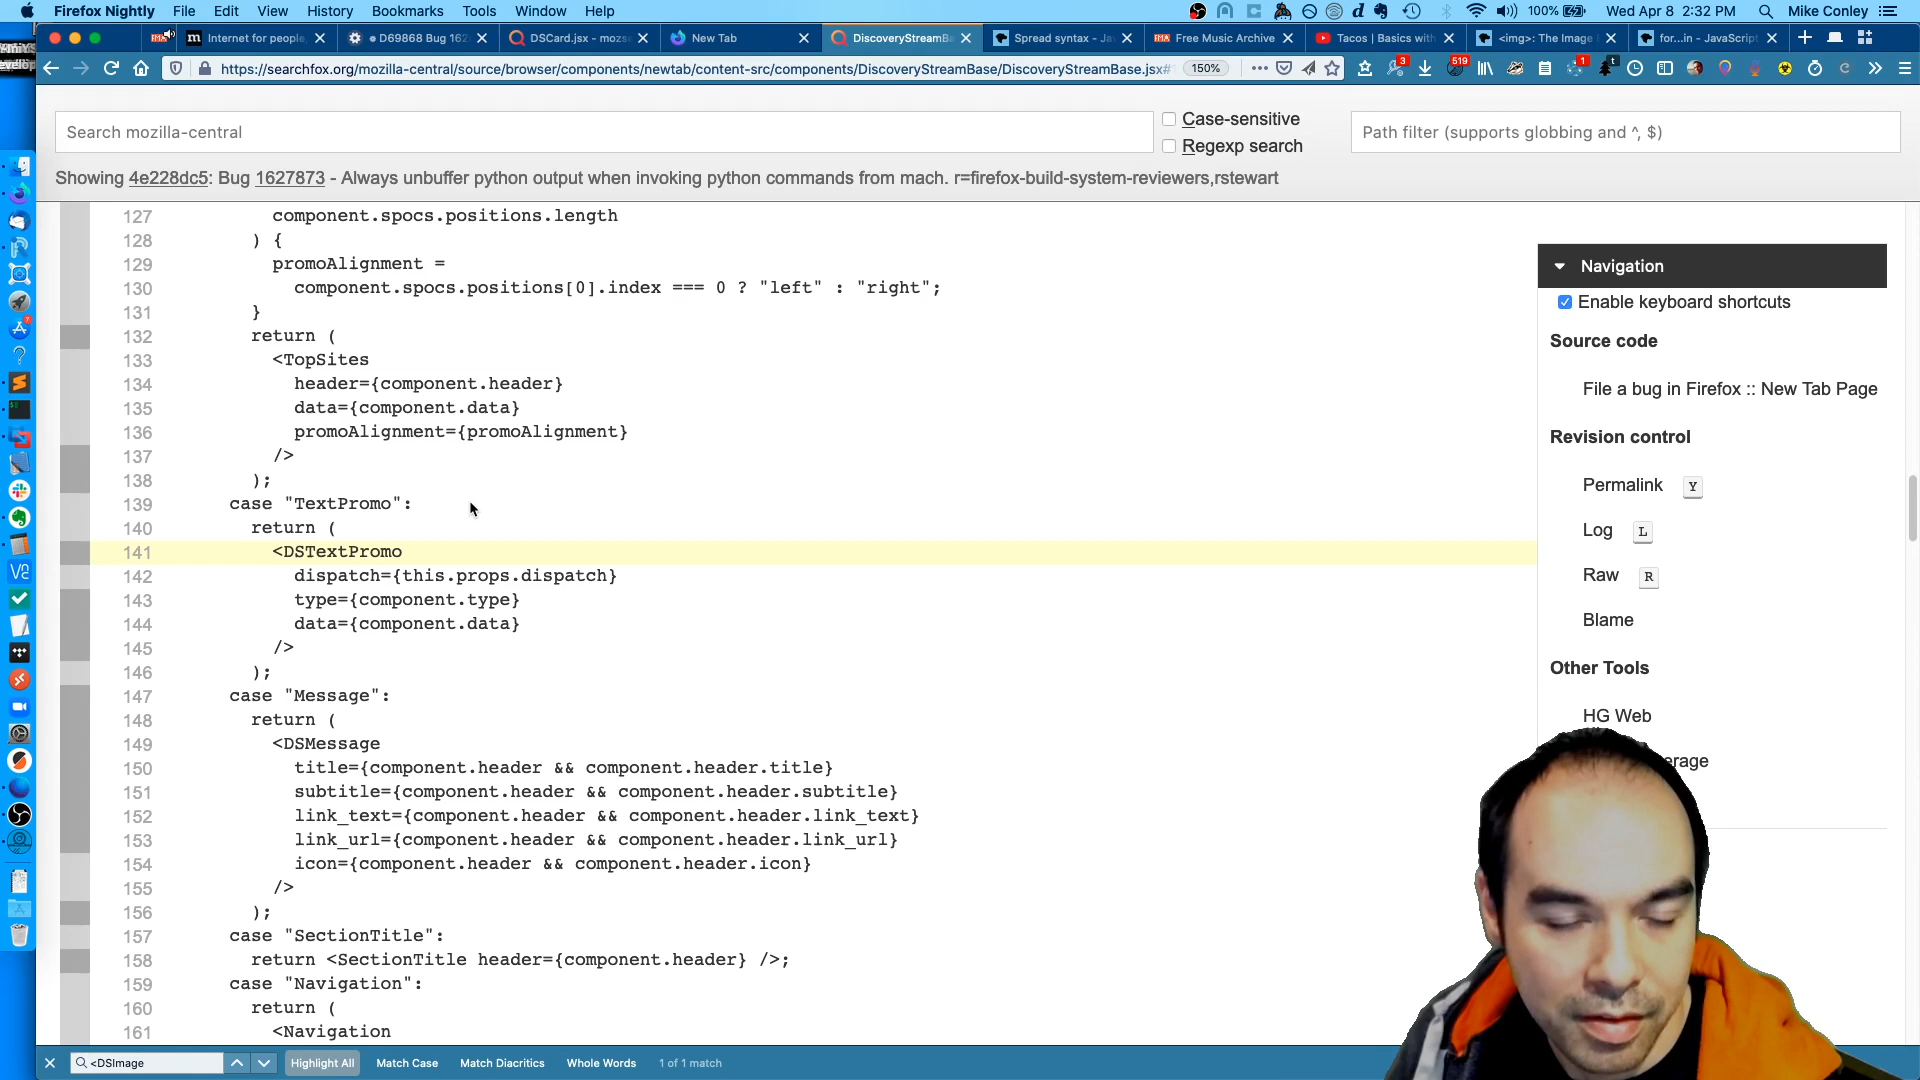 Firefox Nightly File Edit View History Bookmarks Tools Window Help 100% Wed Apr 8 2:32 PM Mike Conley
Internet for people D69868 Bug 162 DSCard.jsx - mozs New Tab DiscoveryStreamBa Spread syntax - Ja Free Music Archive Tacos | Basics with <img>: The Image for...in - JavaScript
https://searchfox.org/mozilla-central/source/browser/components/newtab/content-src/components/DiscoveryStreamBase/DiscoveryStreamBase.jsx# 150% 3 519 1
Search mozilla-central
Case-sensitive
Regexp search
Path filter (supports globbing and ^, $)
Showing 4e228dc5: Bug 1627873 - Always unbuffer python output when invoking python commands from mach. r=firefox-build-system-reviewers,rstewart
127 component.spocs.positions.length
128 ) {
129 promoAlignment =
130 component.spocs.positions[0].index === 0 ? "left" : "right";
131 }
132 return (
133 <TopSites
134 header={component.header}
135 data={component.data}
136 promoAlignment={promoAlignment}
137 />
138 );
139 case "TextPromo":
140 return (
141 <DSTextPromo
142 dispatch={this.props.dispatch}
143 type={component.type}
144 data={component.data}
145 />
146 );
147 case "Message":
148 return (
149 <DSMessage
150 title={component.header && component.header.title}
151 subtitle={component.header && component.header.subtitle}
152 link_text={component.header && component.header.link_text}
153 link_url={component.header && component.header.link_url}
154 icon={component.header && component.header.icon}
155 />
156 );
157 case "SectionTitle":
158 return <SectionTitle header={component.header} />;
159 case "Navigation":
160 return (
161 <Navigation
Navigation
Enable keyboard shortcuts
Source code
File a bug in Firefox :: New Tab Page
Revision control
Permalink Y
Log L
Raw R
Blame
Other Tools
HG Web
erage
<DSImage Highlight All Match Case Match Diacritics Whole Words 1 of 1 match